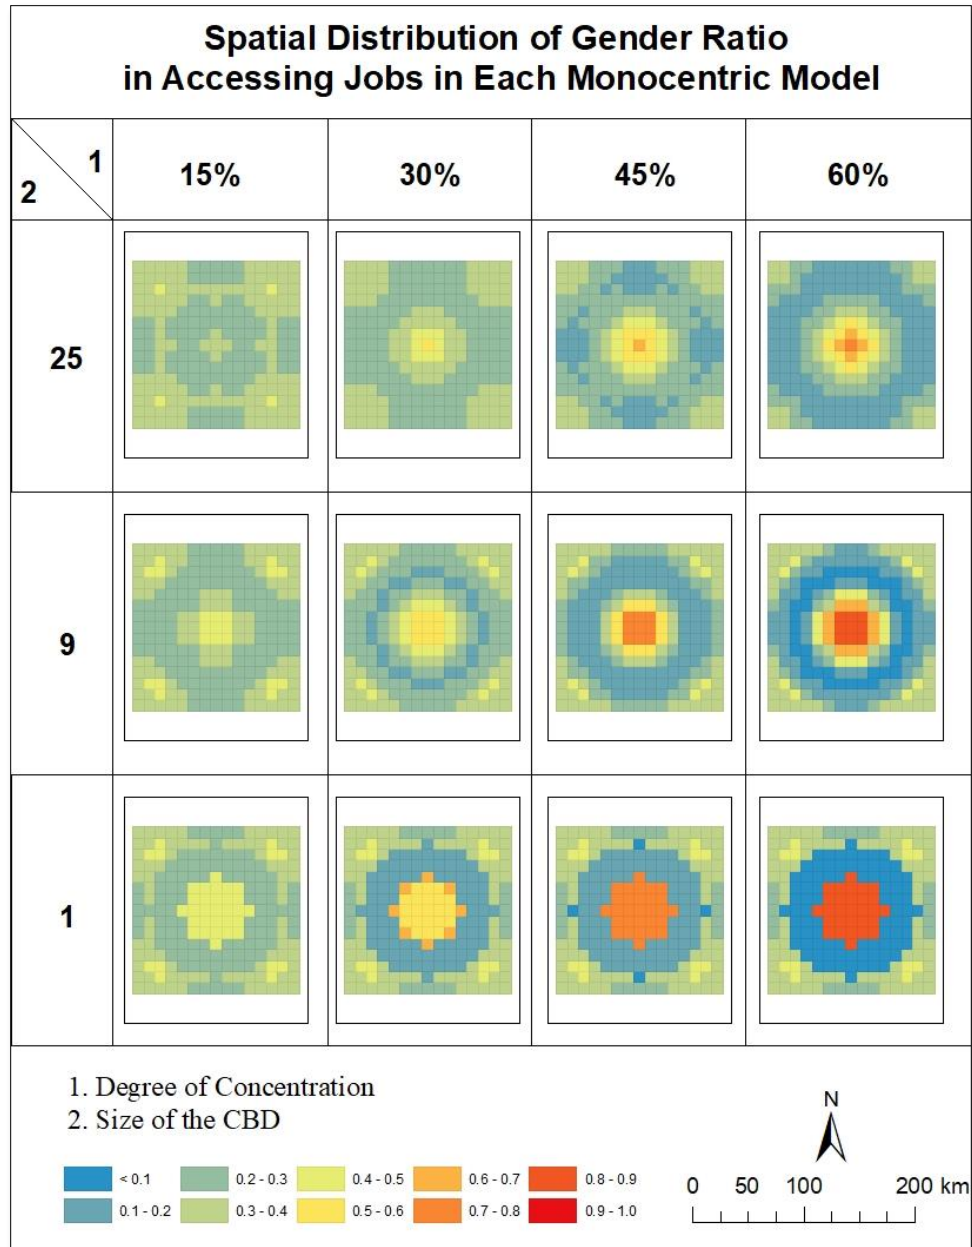 Spatial Distribution of Gender Ratio
in Accessing Jobs in Each Monocentric Model
1
2
15%
30%
45%
60%
25
9
1
1. Degree of Concentration
2. Size of the CBD
N
< 0.1
0.2 - 0.3
0.4 - 0.5
0.6 - 0.7
0.8 - 0.9
0.1 - 0.2
0.3 - 0.4
0.5 - 0.6
0.7 - 0.8
0.9 - 1.0
0 50 100 200 km